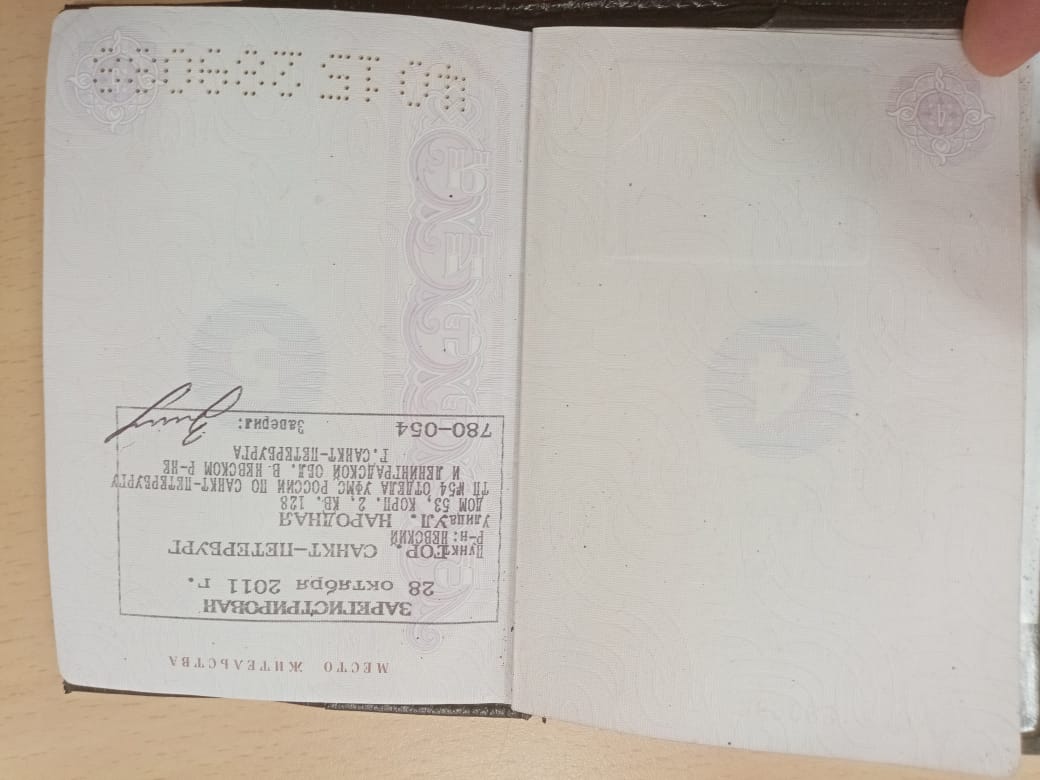 МЕСТО ЖИТЕЛЬСТВА
ЗАРЕГИСТРИРОВАН
28 октября 2011 г.
Пункт ГОР. САНКТ-ПЕТЕРБУРГ
Р-н: НЕВСКИЙ
Улица УЛ. НАРОДНАЯ
ДОМ 53, КОРП. 2, КВ. 128
ТП №54 ОТДЕЛА УФМС РОССИИ ПО САНКТ-ПЕТЕРБУРГУ
И ЛЕНИНГРАДСКОЙ ОБЛ. В НЕВСКОМ Р-НЕ
Г.САНКТ-ПЕТЕРБУРГА
780-054 Заверил: